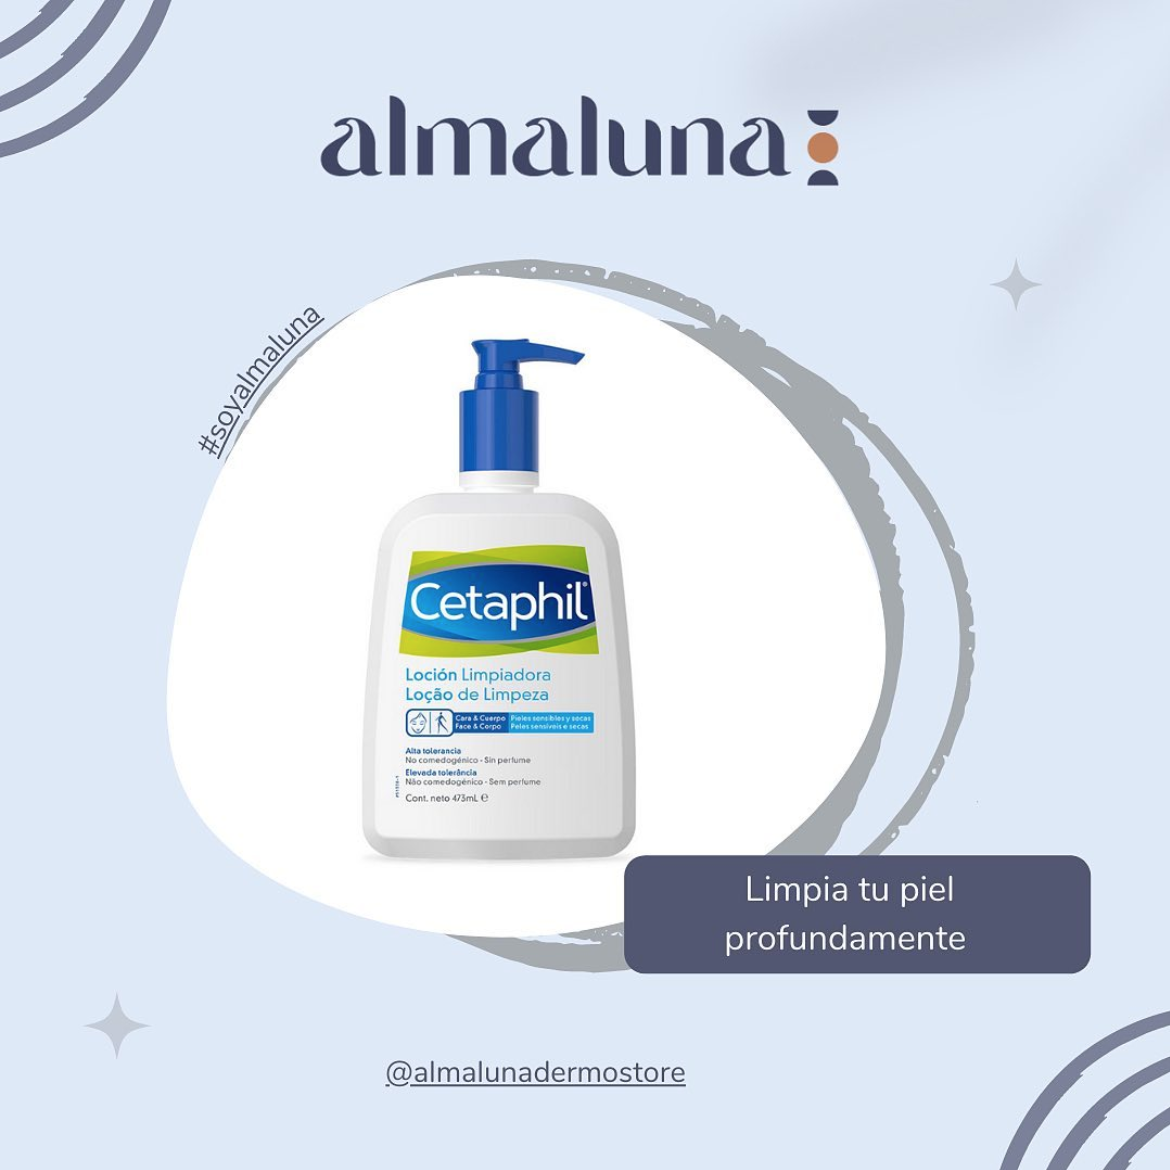 almaluna
#soyalmaluna
Cetaphil®
Loción Limpiadora
Loção de Limpeza
Cara & Cuerpo
Face & Corpo
Pieles sensibles y secas
Peles sensíveis e secas
Alta tolerancia
No comedogénico - Sin perfume
Elevada tolerância
Não comedogénico - Sem perfume
Cont. neto 473mL ℮
Limpia tu piel
profundamente
@almalunadermostore